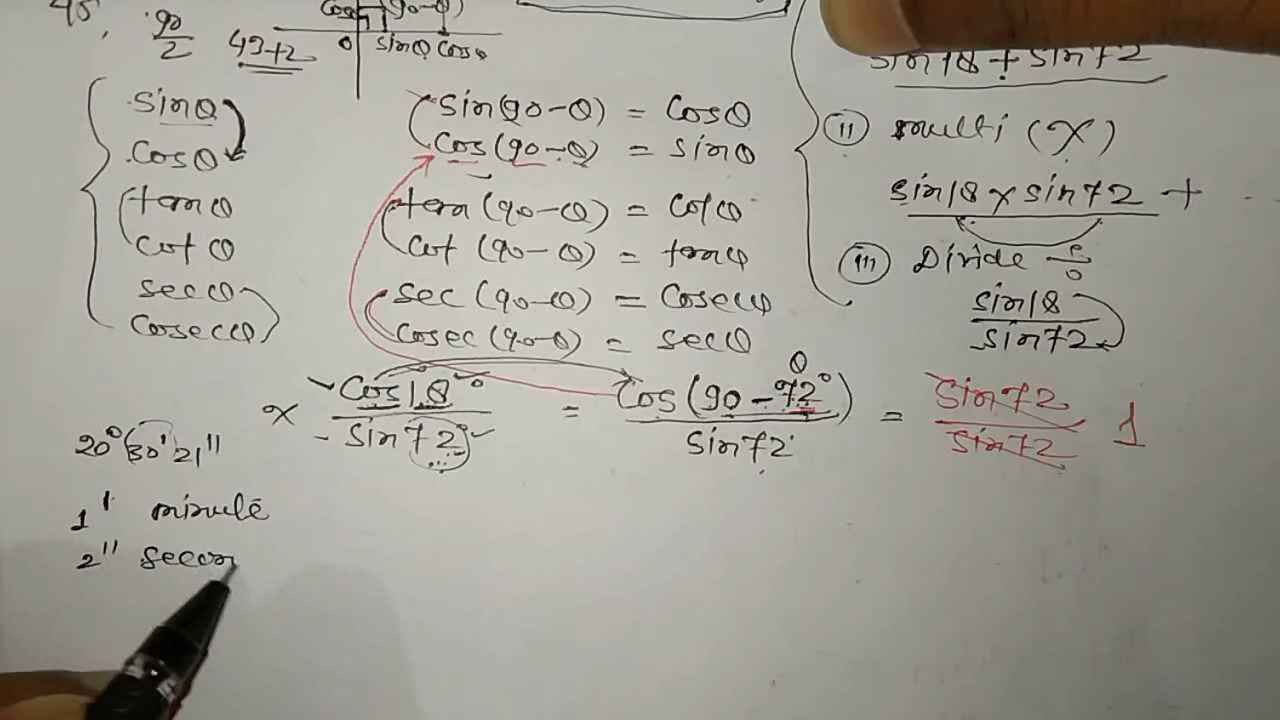 45, 90/2 43+2
Cosθ (90-θ)
0 sinθ Cosθ
sinθ
Cosθ
tanθ
cotθ
secθ
Cosecθ
sin(90-θ) = Cosθ
Cos(90-θ) = sinθ
tan(90-θ) = Cotθ
Cot(90-θ) = tanθ
sec(90-θ) = Cosecθ
Cosec(90-θ) = secθ
sin18 + sin72
(ii) multi (x)
sin18 x sin72 +
(iii) Divide
sin18
sin72
Cos18° / sin72° = Cos(90-72°) / sin72 = sin72 / sin72 1
θ
20° 30' 21"
1' minute
2" secon